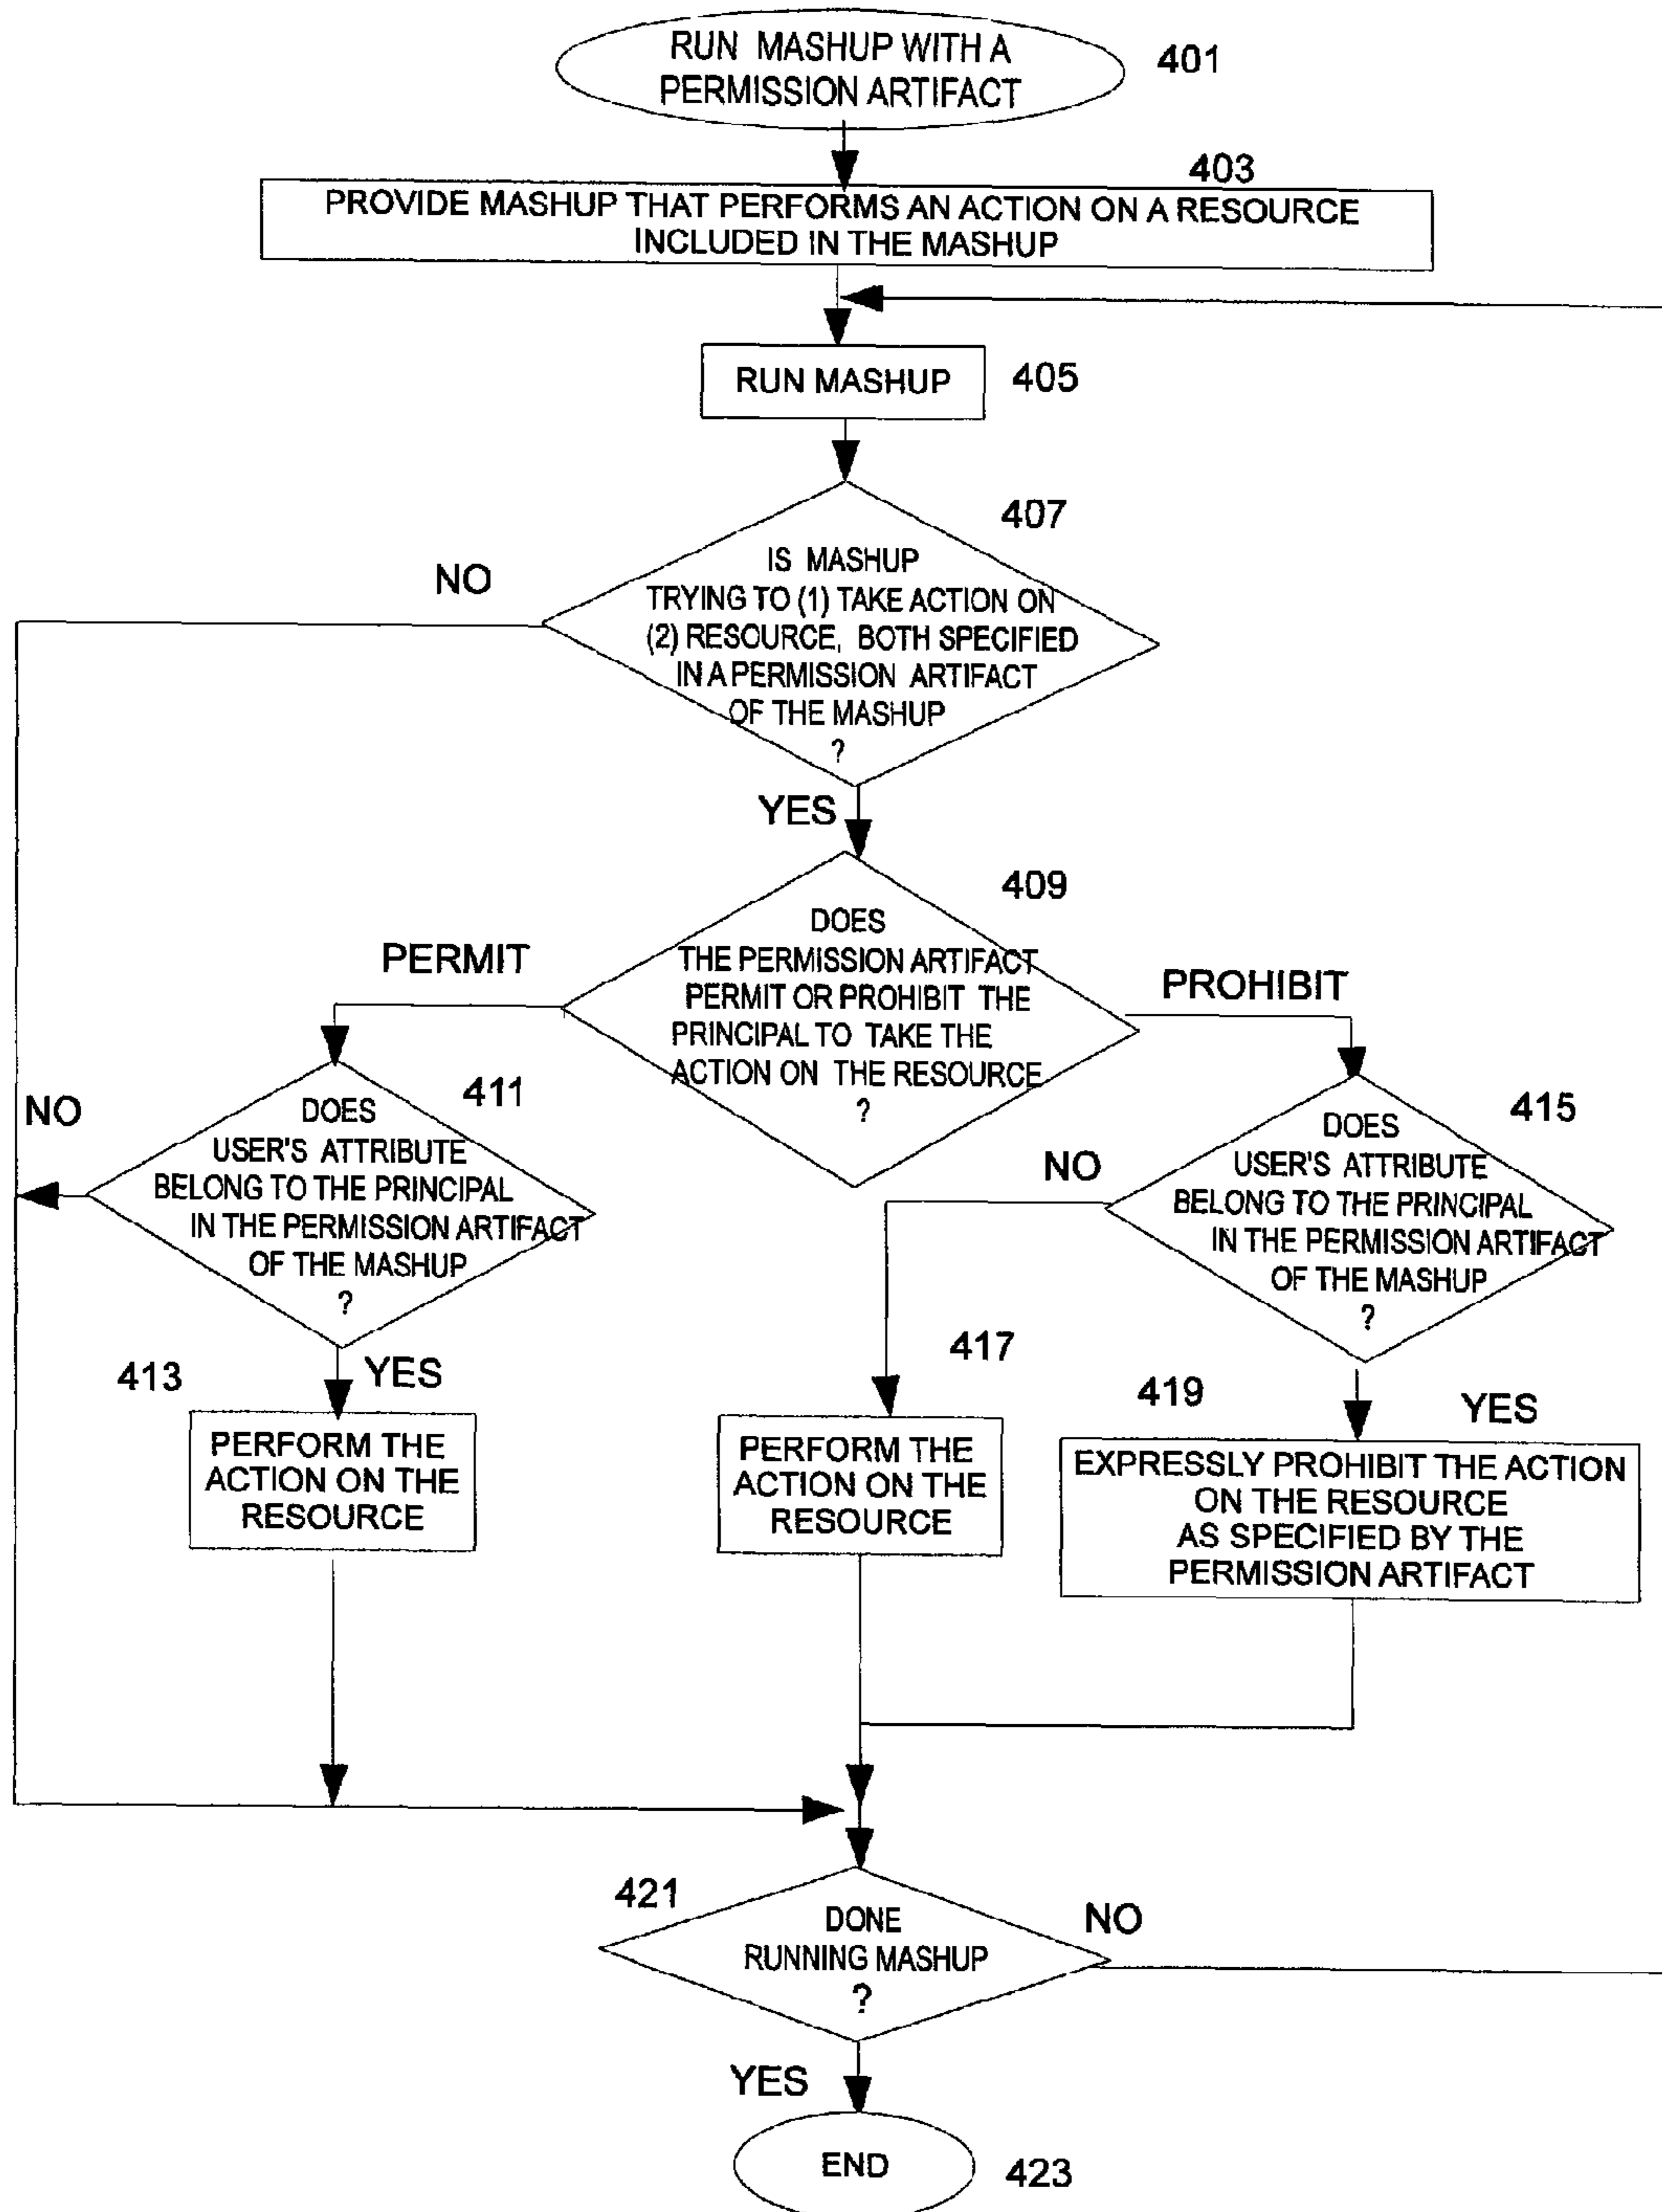 RUN MASHUP WITH A
PERMISSION ARTIFACT
401
403
PROVIDE MASHUP THAT PERFORMS AN ACTION ON A RESOURCE
INCLUDED IN THE MASHUP
RUN MASHUP
405
407
NO
IS MASHUP
TRYING TO (1) TAKE ACTION ON
(2) RESOURCE, BOTH SPECIFIED
IN A PERMISSION ARTIFACT
OF THE MASHUP
?
YES
409
PERMIT
DOES
THE PERMISSION ARTIFACT
PERMIT OR PROHIBIT THE
PRINCIPAL TO TAKE THE
ACTION ON THE RESOURCE
?
PROHIBIT
NO
411
DOES
USER'S ATTRIBUTE
BELONG TO THE PRINCIPAL
IN THE PERMISSION ARTIFACT
OF THE MASHUP
?
415
NO
DOES
USER'S ATTRIBUTE
BELONG TO THE PRINCIPAL
IN THE PERMISSION ARTIFACT
OF THE MASHUP
?
413
YES
417
419
YES
PERFORM THE
ACTION ON THE
RESOURCE
PERFORM THE
ACTION ON THE
RESOURCE
EXPRESSLY PROHIBIT THE ACTION
ON THE RESOURCE
AS SPECIFIED BY THE
PERMISSION ARTIFACT
421
DONE
RUNNING MASHUP
?
NO
YES
END
423